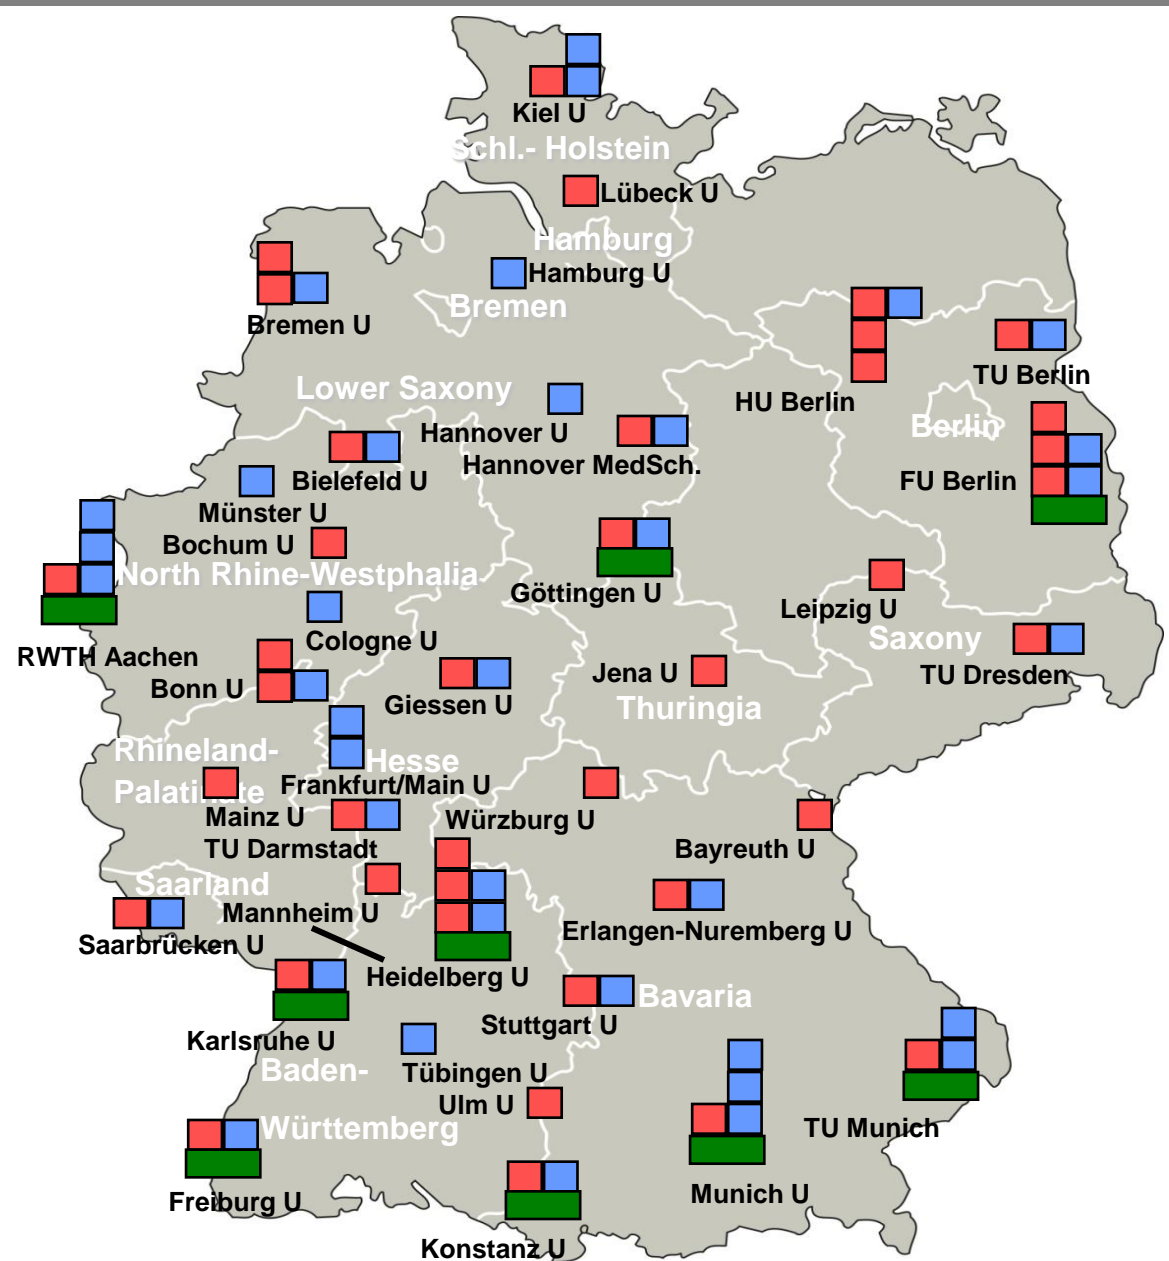 Kiel U
Schl.- Holstein
Lübeck U
Hamburg
Hamburg U
Bremen
Bremen U
TU Berlin
Lower Saxony
HU Berlin
Berlin
Hannover U
Hannover MedSch.
Bielefeld U
FU Berlin
Münster U
Bochum U
North Rhine-Westphalia
Göttingen U
Leipzig U
Cologne U
Saxony
RWTH Aachen
Jena U
TU Dresden
Bonn U
Giessen U
Thuringia
Rhineland-
Palatinate
Hesse
Frankfurt/Main U
Mainz U
Würzburg U
TU Darmstadt
Bayreuth U
Saarland
Mannheim U
Erlangen-Nuremberg U
Saarbrücken U
Heidelberg U
Bavaria
Stuttgart U
Karlsruhe U
Baden-
Württemberg
Tübingen U
Ulm U
TU Munich
Munich U
Freiburg U
Konstanz U